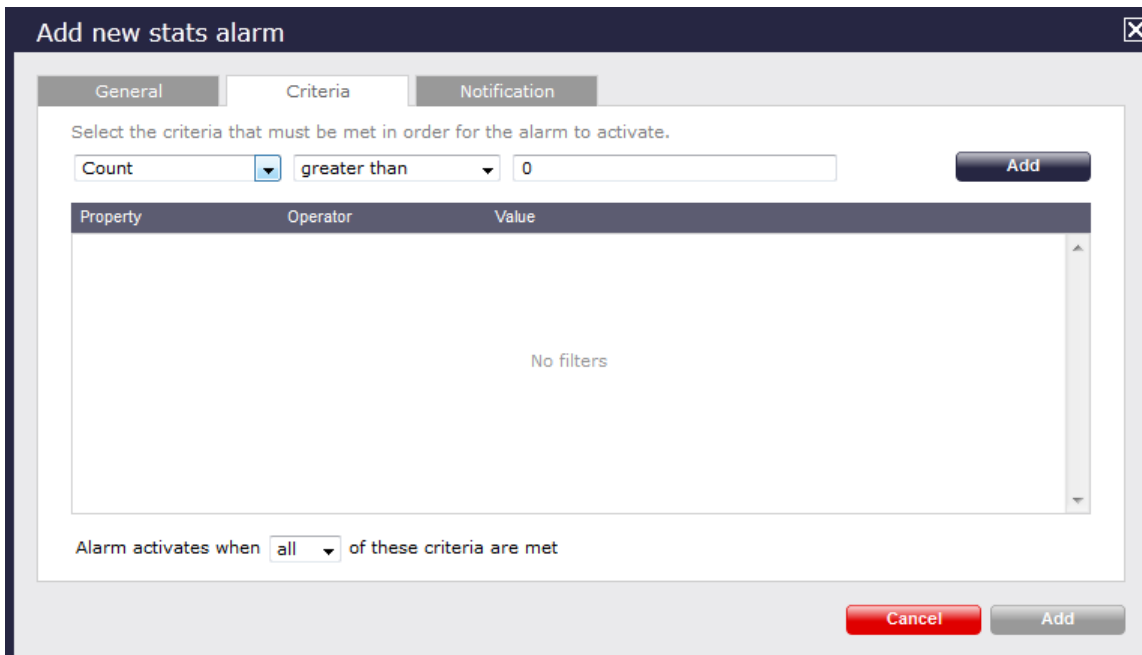 Add new stats alarm
General Criteria Notification
Select the criteria that must be met in order for the alarm to activate.
Count greater than 0 Add
Property Operator Value
No filters
Alarm activates when all of these criteria are met
Cancel Add